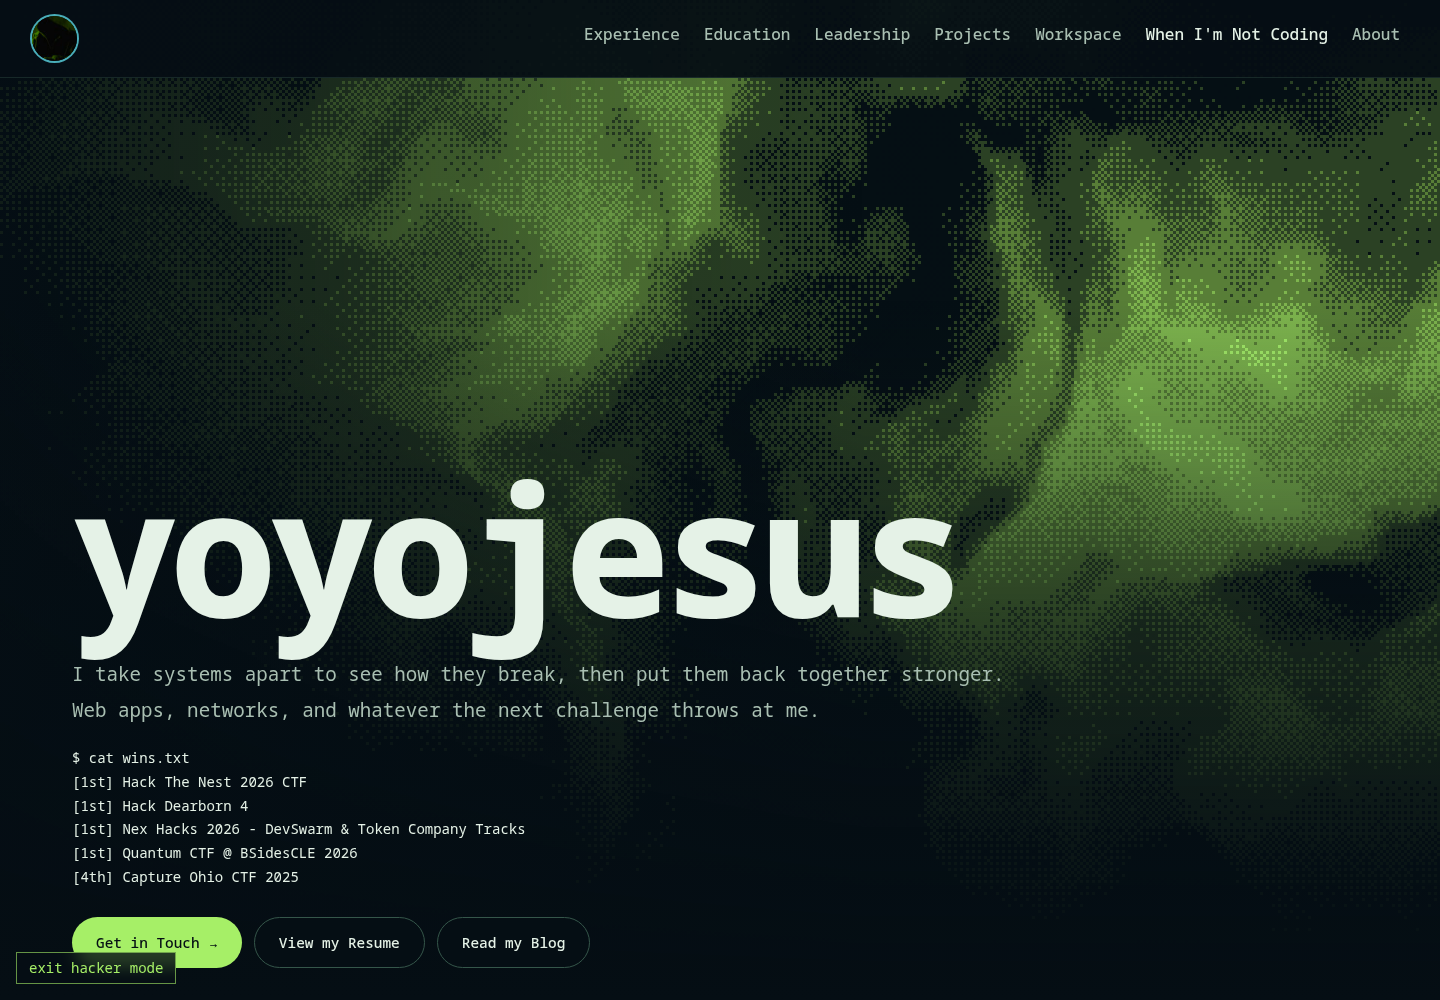 Experience Education Leadership Projects Workspace When I'm Not Coding About
yoyojesus
I take systems apart to see how they break, then put them back together stronger.
Web apps, networks, and whatever the next challenge throws at me.
$ cat wins.txt
[1st] Hack The Nest 2026 CTF
[1st] Hack Dearborn 4
[1st] Nex Hacks 2026 - DevSwarm & Token Company Tracks
[1st] Quantum CTF @ BSidesCLE 2026
[4th] Capture Ohio CTF 2025
Get in Touch → View my Resume Read my Blog
exit hacker mode